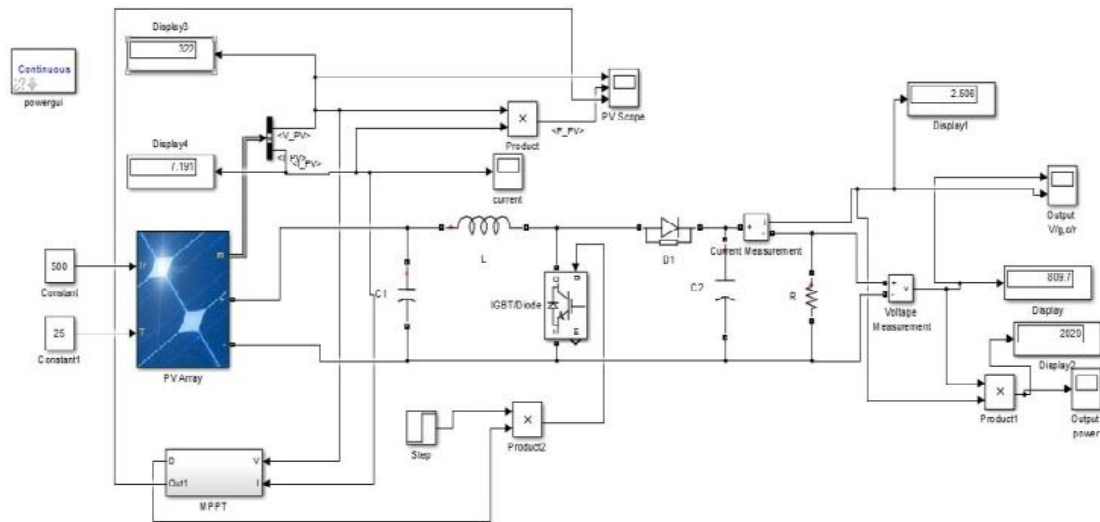 Display3
322
Continuous
powergui
<V_PV>
Display4
7.191
PV Scope
Product
<P_PV>
current
2.506
Display1
Output
500
Constant
25
Constant1
PV Array
L
C1
IGBT/Diode
D1
C2
Current Measurement
R
Voltage
Measurement
809.7
Display
2029
Display2
Product1
Output
power
Step
Product2
D
V
Out1
I
MPPT